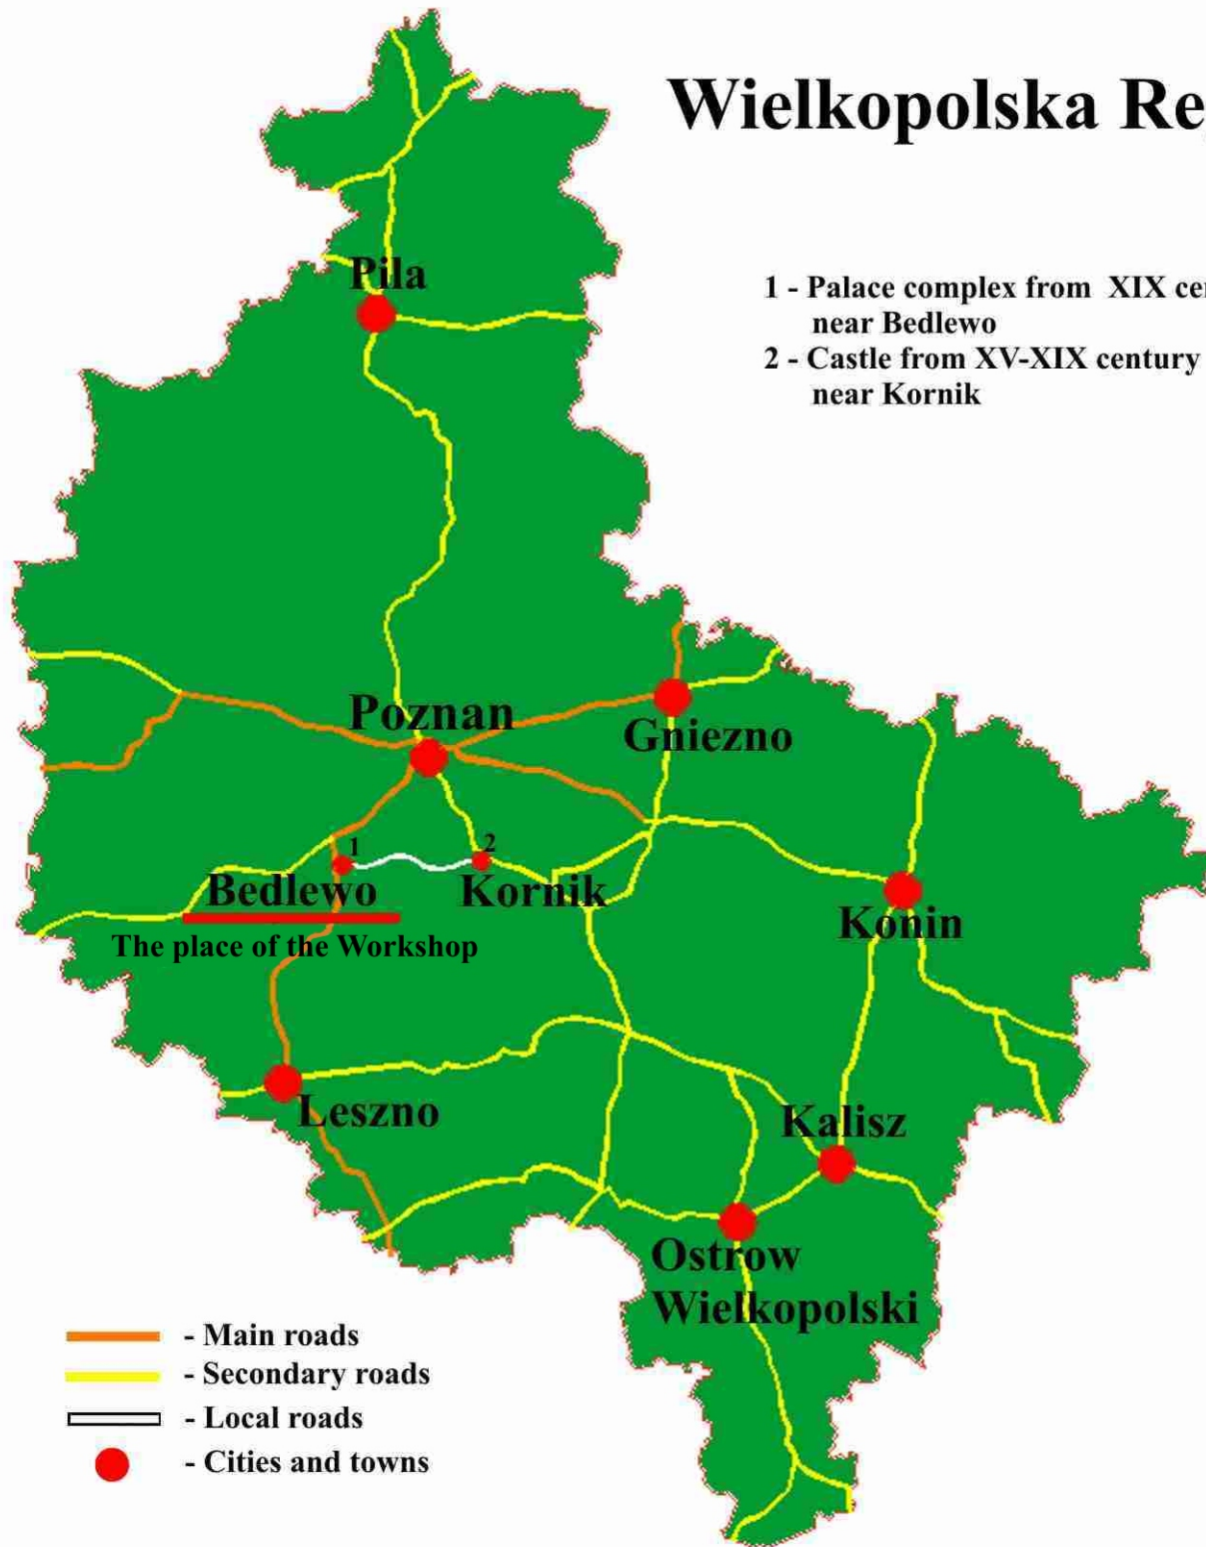 Wielkopolska Re
1 - Palace complex from XIX
near Bedlewo
2 - Castle from XV-XIX century
near Kornik
Pila
Poznan
Gniezno
1
2
Bedlewo
Kornik
Konin
The place of the Workshop
Leszno
Kalisz
Ostrow
Wielkopolski
- Main roads
- Secondary roads
- Local roads
- Cities and towns